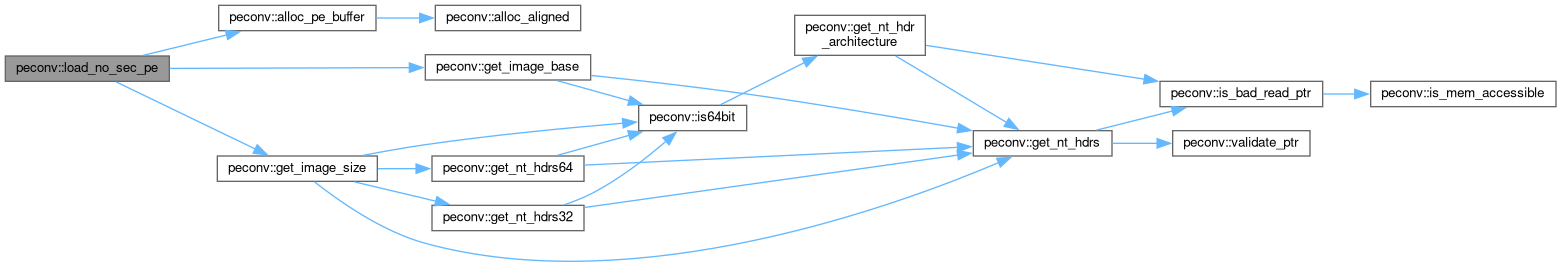 peconv::load_no_sec_pe
peconv::alloc_pe_buffer
peconv::alloc_aligned
peconv::get_image_base
peconv::get_image_size
peconv::is64bit
peconv::get_nt_hdrs64
peconv::get_nt_hdrs32
peconv::get_nt_hdr
_architecture
peconv::get_nt_hdrs
peconv::is_bad_read_ptr
peconv::validate_ptr
peconv::is_mem_accessible